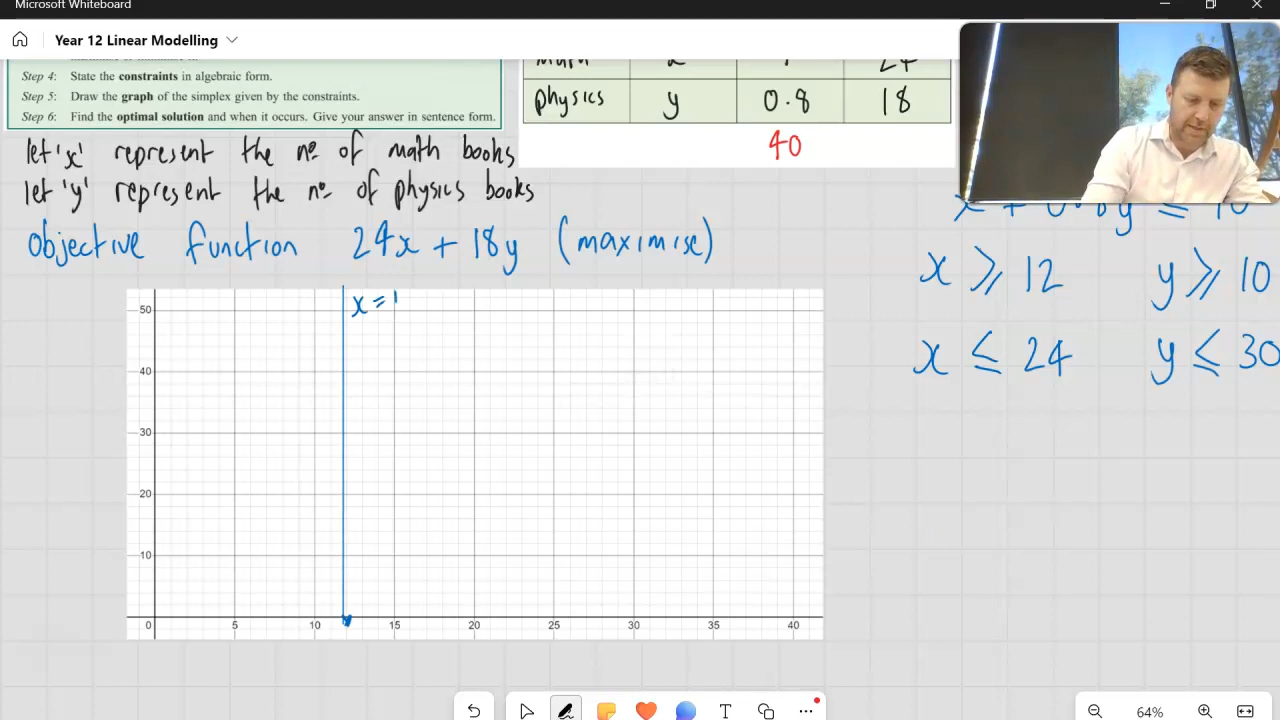 Microsoft Whiteboard
Year 12 Linear Modelling
Step 4: State the constraints in algebraic form.
Step 5: Draw the graph of the simplex given by the constraints.
Step 6: Find the optimal solution and when it occurs. Give your answer in sentence form.
physics y 0.8 18
40
let 'x' represent the nº of math books
let 'y' represent the nº of physics books
objective function 24x + 18y (maximise)
x ⩾ 12 y ⩾ 10
x ≤ 24 y ≤ 30
x = 1
50
40
30
20
10
0 5 10 15 20 25 30 35 40
64%